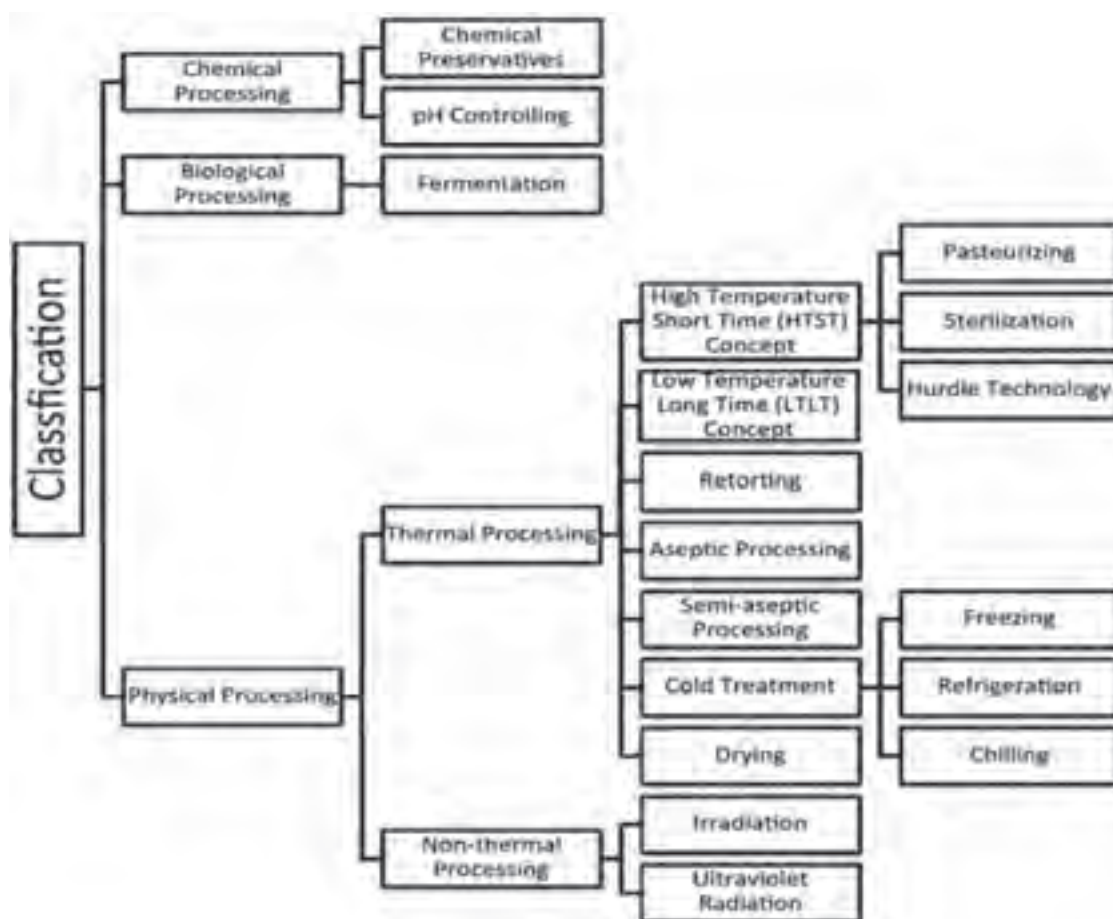 Classfication
Chemical
Processing
Chemical
Preservatives
pH Controlling
Biological
Processing
Fermentation
Physical Processing
Thermal Processing
High Temperature
Short Time (HTST)
Concept
Pasteurizing
Sterilization
Hurdle Technology
Low Temperature
Long Time (LTLT)
Concept
Retorting
Aseptic Processing
Semi-aseptic
Processing
Cold Treatment
Freezing
Refrigeration
Chilling
Drying
Non-thermal
Processing
Irradiation
Ultraviolet
Radiation